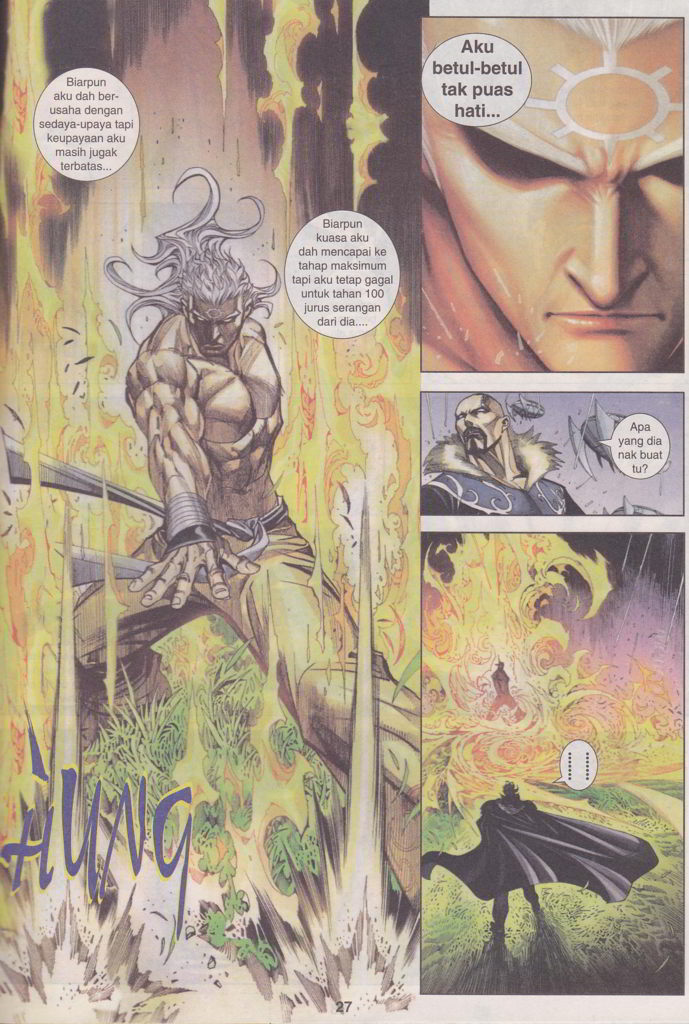 Biarpun
aku dah ber-
usaha dengan
sedaya-upaya tapi
keupayaan aku
masih jugak
terbatas...
Biarpun
kuasa aku
dah mencapai ke
tahap maksimum
tapi aku tetap gagal
untuk tahan 100
jurus serangan
dari dia....
HUNG
Aku
betul-betul
tak puas
hati...
Apa
yang dia
nak buat
tu?
27